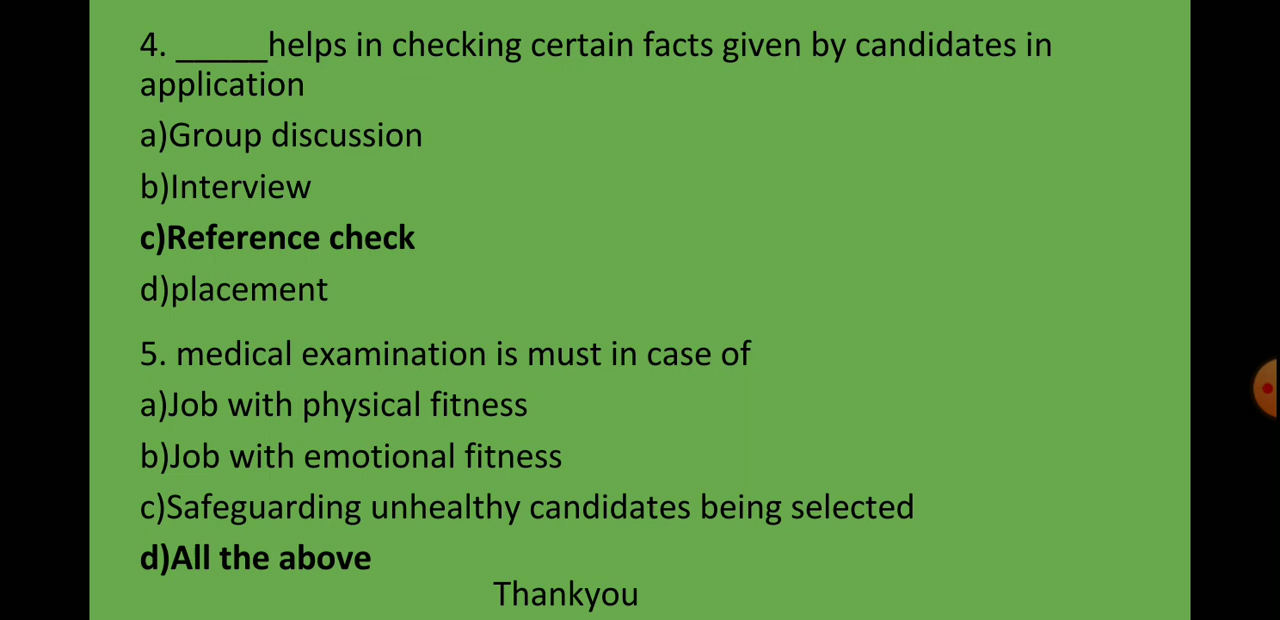 4. _____helps in checking certain facts given by candidates in
application
a)Group discussion
b)Interview
c)Reference check
d)placement
5. medical examination is must in case of
a)Job with physical fitness
b)Job with emotional fitness
c)Safeguarding unhealthy candidates being selected
d)All the above
Thankyou